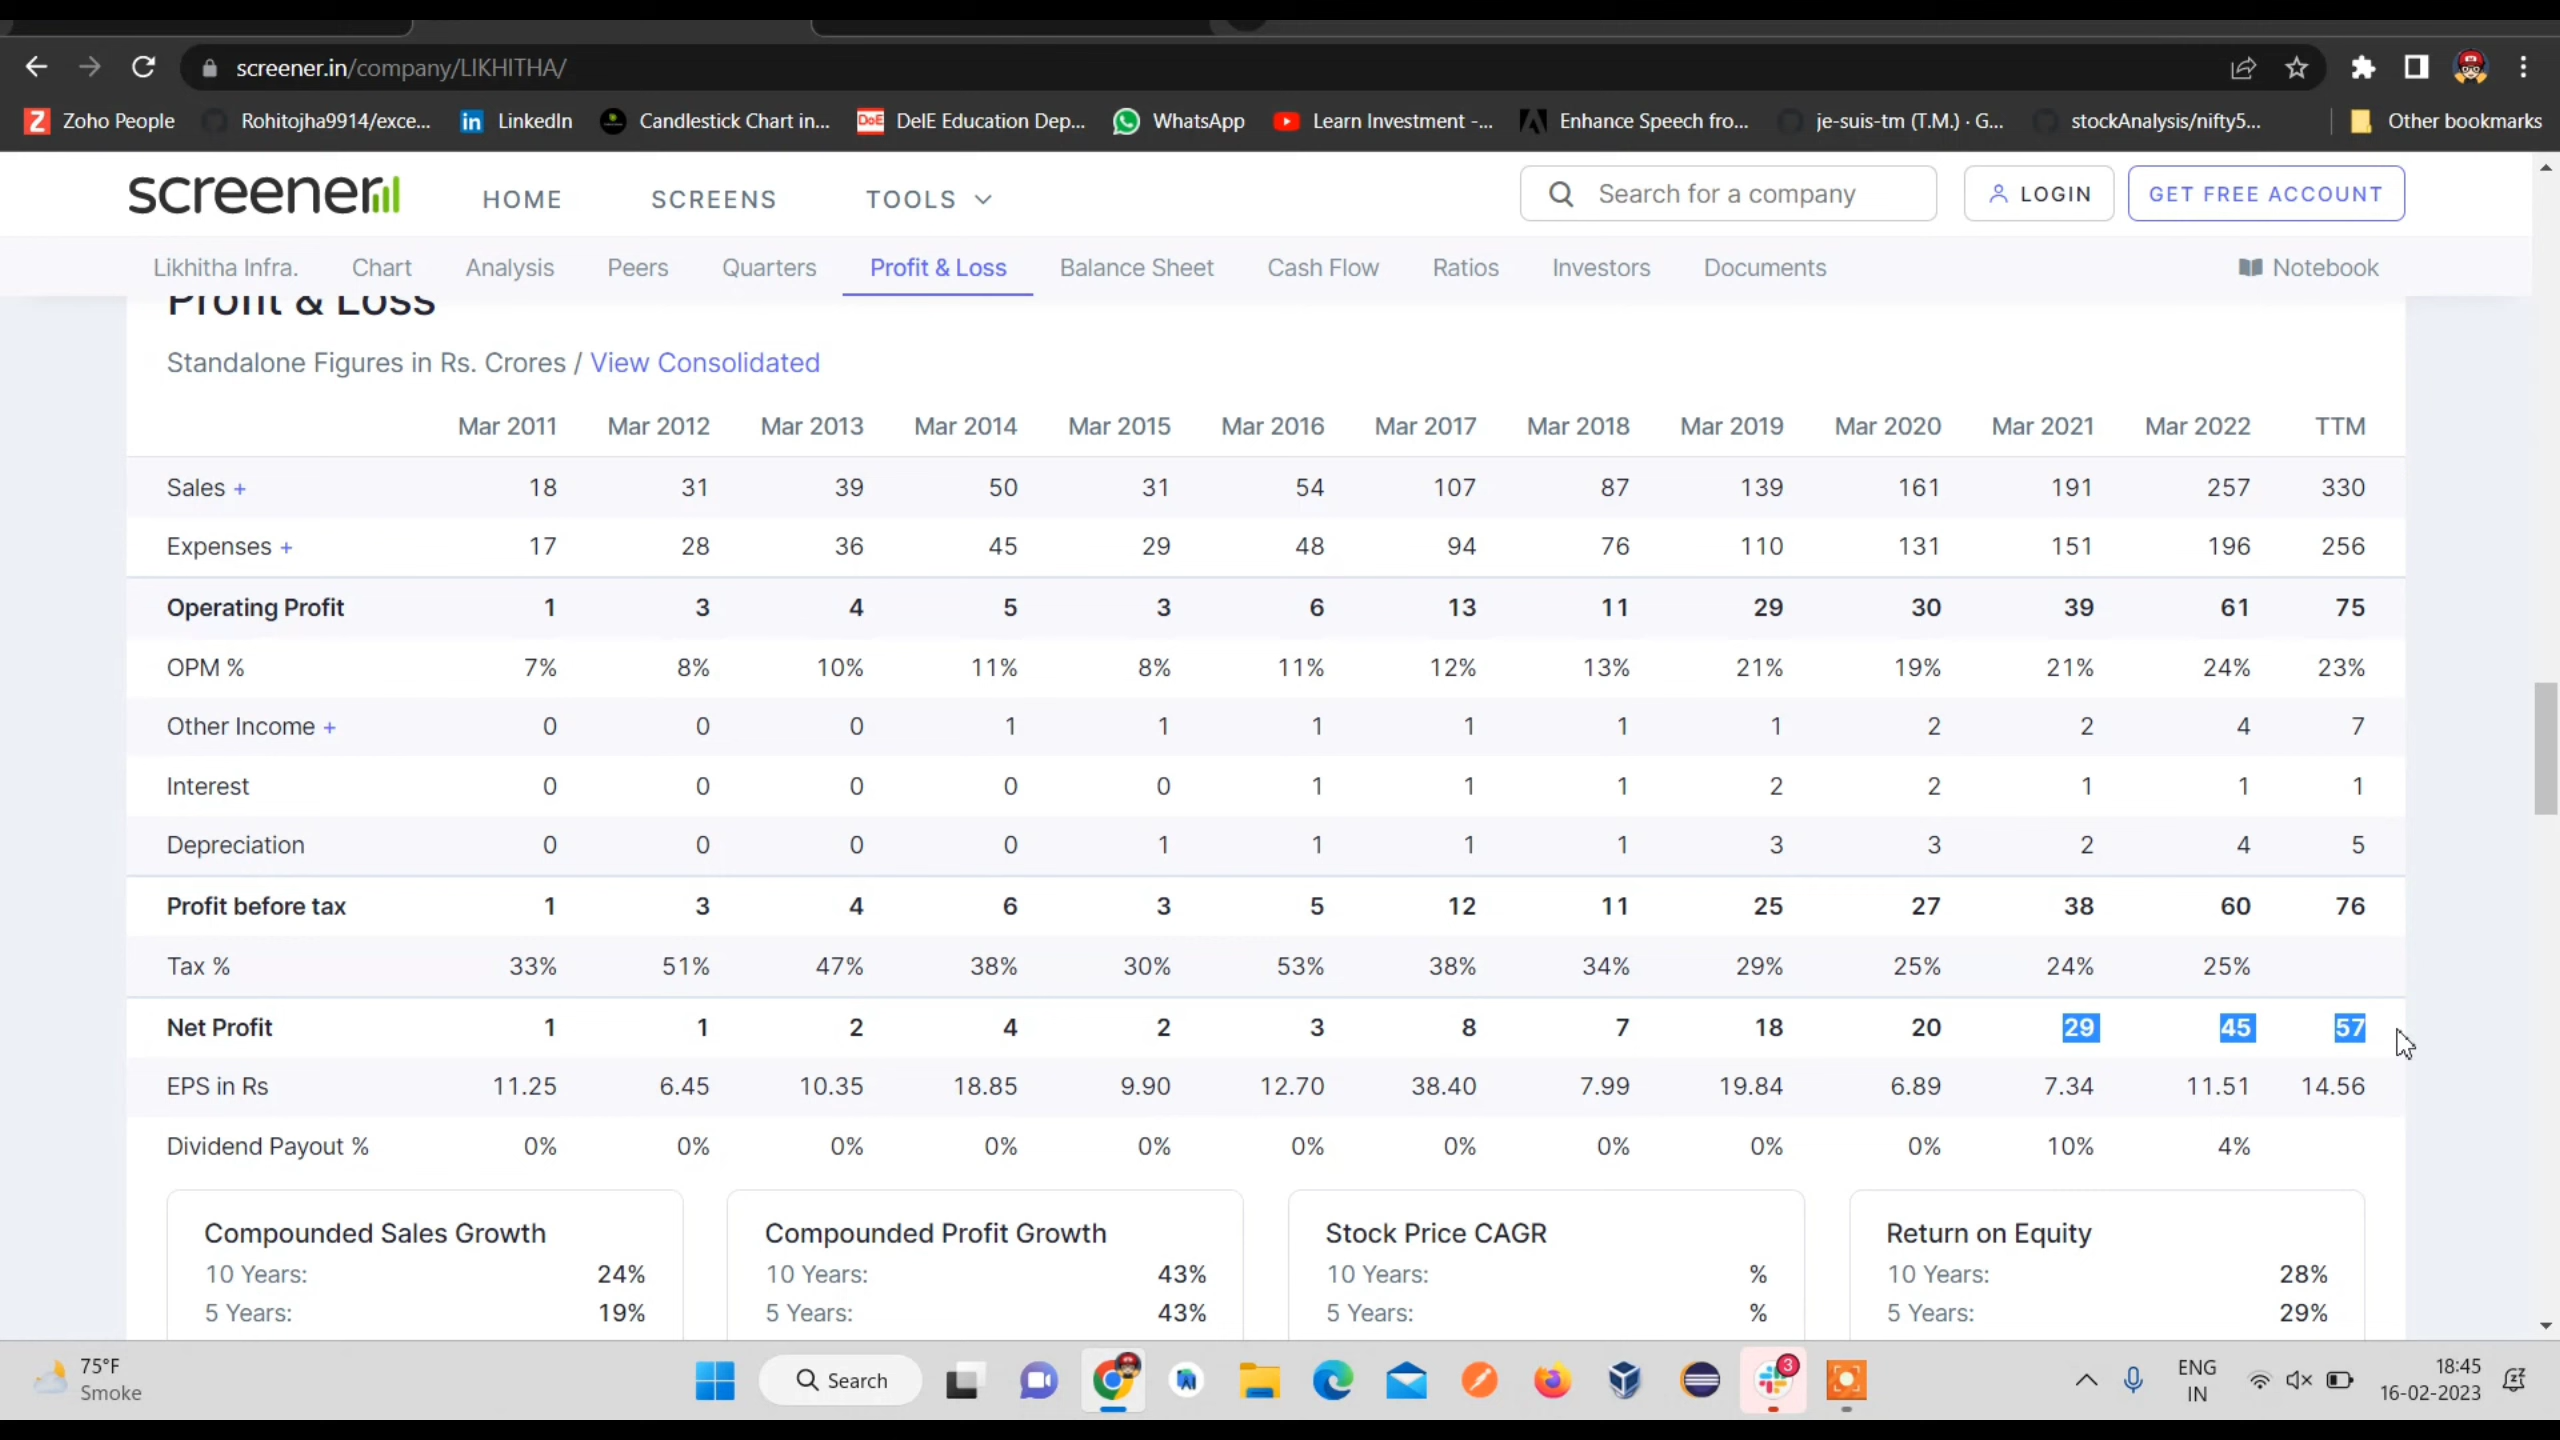 screener.in/company/LIKHITHA/
Zoho People Rohitojha9914/exce... LinkedIn Candlestick Chart in... DelE Education Dep... WhatsApp Learn Investment -... Enhance Speech fro... je-suis-tm (T.M.) · G... stockAnalysis/nifty5... Other bookmarks
screener HOME SCREENS TOOLS Search for a company LOGIN GET FREE ACCOUNT
Likhitha Infra. Chart Analysis Peers Quarters Profit & Loss Balance Sheet Cash Flow Ratios Investors Documents Notebook
Profit & Loss
Standalone Figures in Rs. Crores / View Consolidated
Mar 2011 Mar 2012 Mar 2013 Mar 2014 Mar 2015 Mar 2016 Mar 2017 Mar 2018 Mar 2019 Mar 2020 Mar 2021 Mar 2022 TTM
Sales + 18 31 39 50 31 54 107 87 139 161 191 257 330
Expenses + 17 28 36 45 29 48 94 76 110 131 151 196 256
Operating Profit 1 3 4 5 3 6 13 11 29 30 39 61 75
OPM % 7% 8% 10% 11% 8% 11% 12% 13% 21% 19% 21% 24% 23%
Other Income + 0 0 0 1 1 1 1 1 1 2 2 4 7
Interest 0 0 0 0 0 1 1 1 2 2 1 1 1
Depreciation 0 0 0 0 1 1 1 1 3 3 2 4 5
Profit before tax 1 3 4 6 3 5 12 11 25 27 38 60 76
Tax % 33% 51% 47% 38% 30% 53% 38% 34% 29% 25% 24% 25%
Net Profit 1 1 2 4 2 3 8 7 18 20 29 45 57
EPS in Rs 11.25 6.45 10.35 18.85 9.90 12.70 38.40 7.99 19.84 6.89 7.34 11.51 14.56
Dividend Payout % 0% 0% 0% 0% 0% 0% 0% 0% 0% 0% 10% 4%
Compounded Sales Growth Compounded Profit Growth Stock Price CAGR Return on Equity
10 Years: 24% 10 Years: 43% 10 Years: % 10 Years: 28%
5 Years: 19% 5 Years: 43% 5 Years: % 5 Years: 29%
75°F
Smoke
Search
3
ENG
IN
18:45
16-02-2023